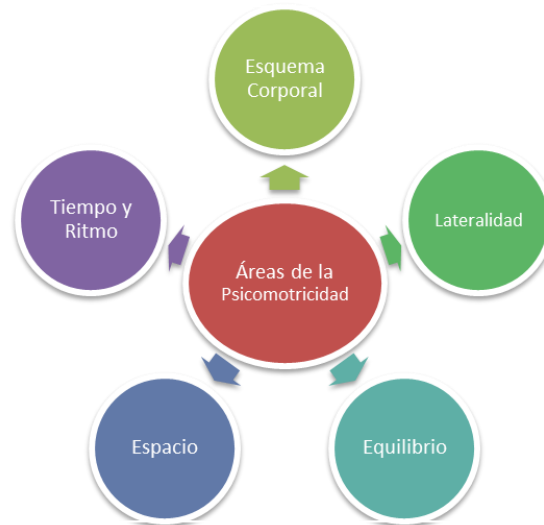 Esquema
Corporal
Tiempo y
Ritmo
Lateralidad
Áreas de la
Psicomotricidad
Espacio
Equilibrio